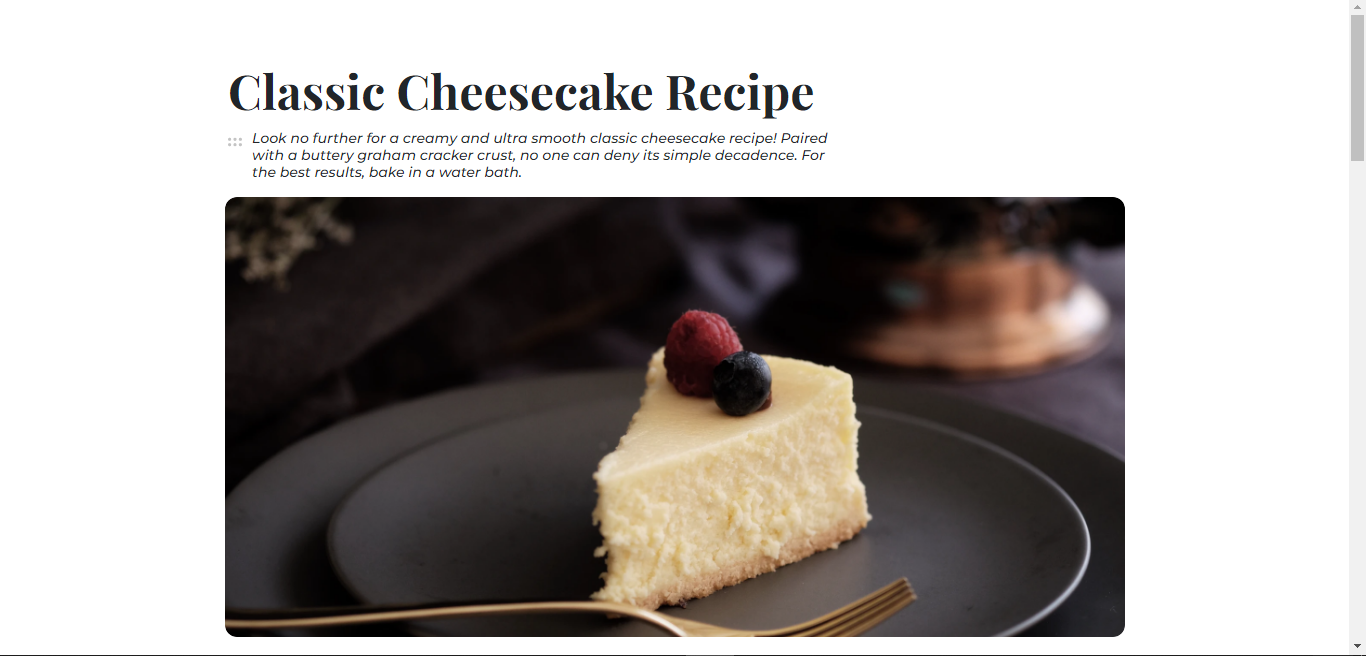 Classic Cheesecake Recipe
Look no further for a creamy and ultra smooth classic cheesecake recipe! Paired
with a buttery graham cracker crust, no one can deny its simple decadence. For
the best results, bake in a water bath.